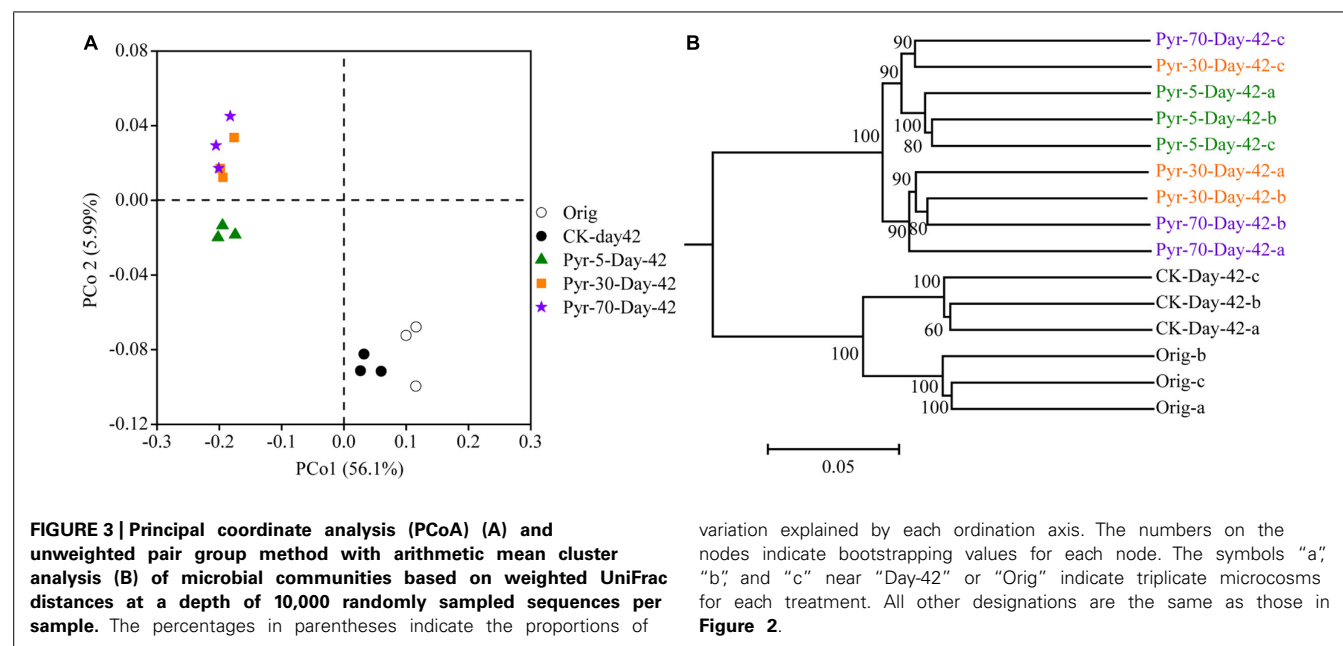 A
0.08
0.04
0.00
-0.04
-0.08
-0.12
PCo 2 (5.99%)
-0.3 -0.2 -0.1 0.0 0.1 0.2 0.3
PCo1 (56.1%)
Orig
CK-day42
Pyr-5-Day-42
Pyr-30-Day-42
Pyr-70-Day-42
B
90
90
100
80
100
90
80
90
100
60
100
100
100
Pyr-70-Day-42-c
Pyr-30-Day-42-c
Pyr-5-Day-42-a
Pyr-5-Day-42-b
Pyr-5-Day-42-c
Pyr-30-Day-42-a
Pyr-30-Day-42-b
Pyr-70-Day-42-b
Pyr-70-Day-42-a
CK-Day-42-c
CK-Day-42-b
CK-Day-42-a
Orig-b
Orig-c
Orig-a
0.05
FIGURE 3 | Principal coordinate analysis (PCoA) (A) and
unweighted pair group method with arithmetic mean cluster
analysis (B) of microbial communities based on weighted UniFrac
distances at a depth of 10,000 randomly sampled sequences per
sample. The percentages in parentheses indicate the proportions of
variation explained by each ordination axis. The numbers on the
nodes indicate bootstrapping values for each node. The symbols “a”,
“b”, and “c” near “Day-42” or “Orig” indicate triplicate microcosms
for each treatment. All other designations are the same as those in
Figure 2.